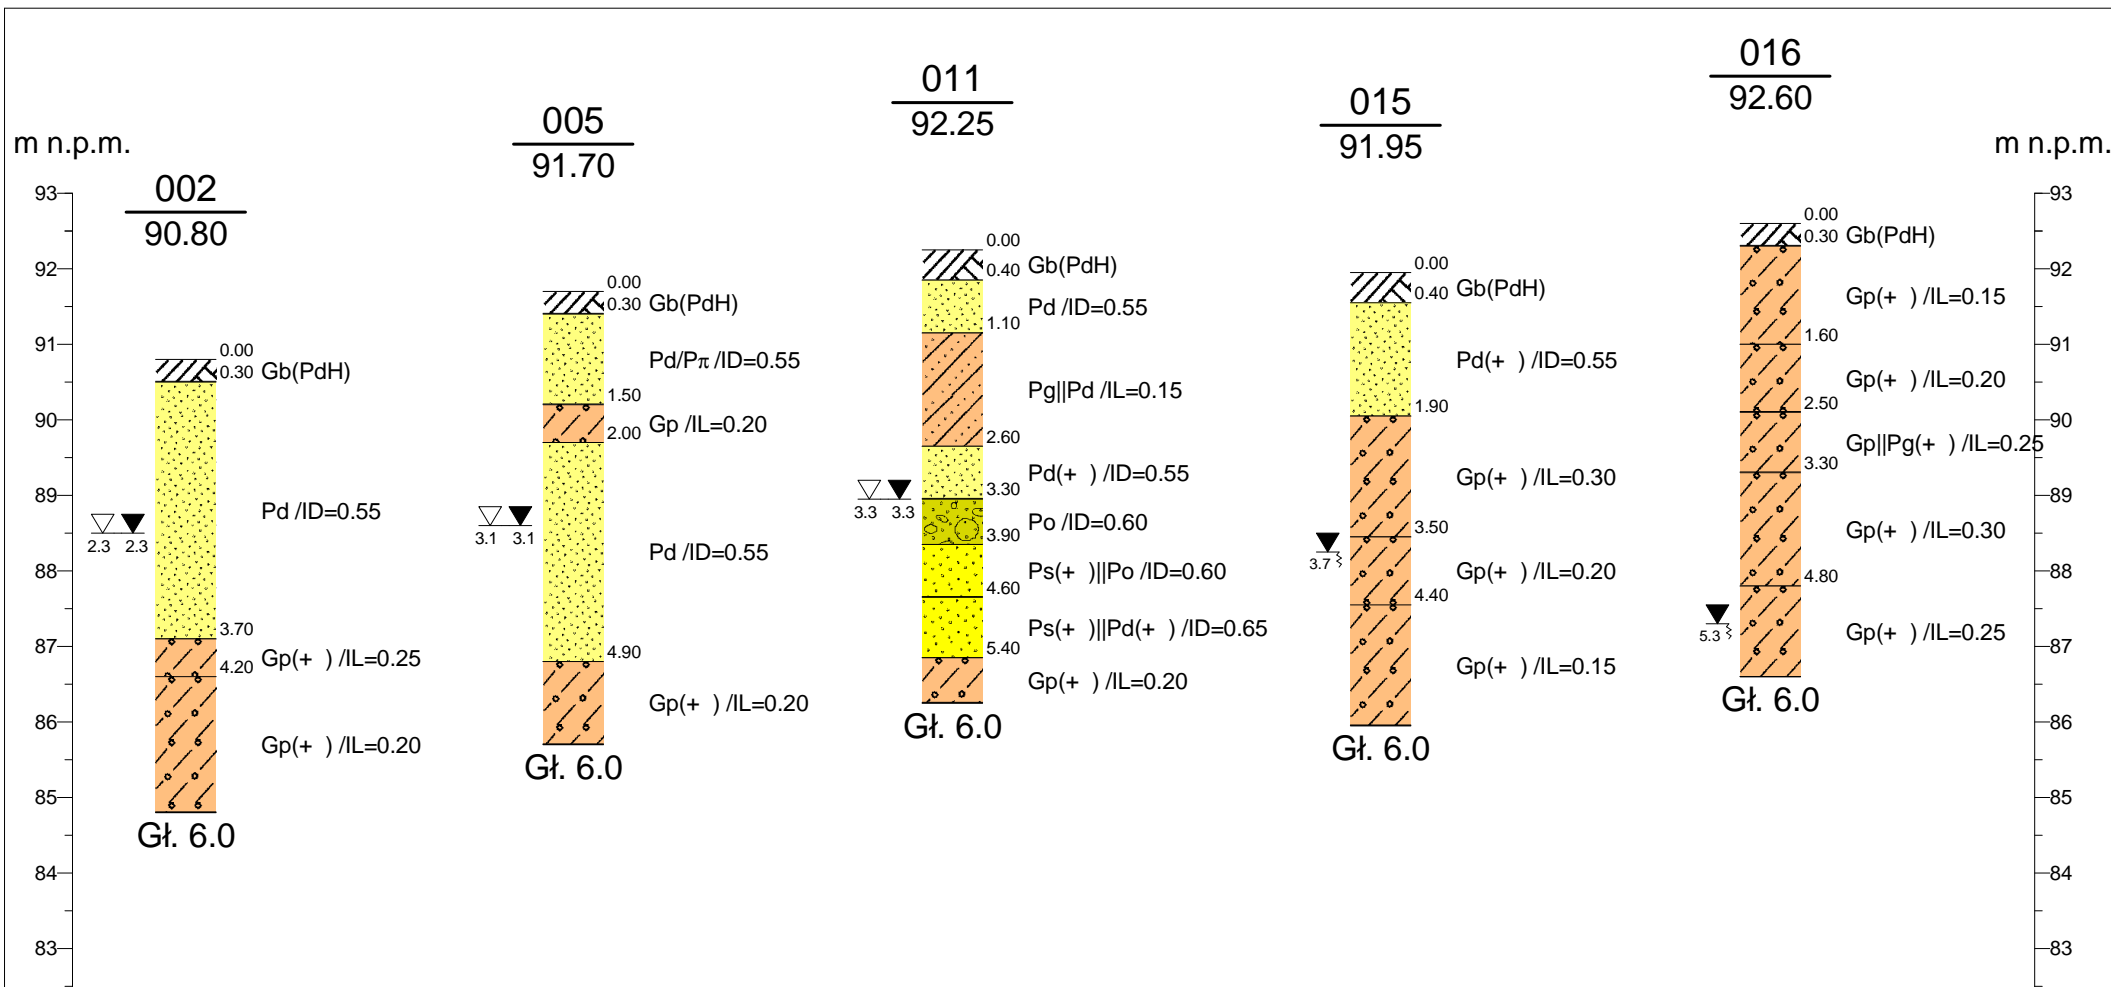 m n.p.m.
93
92
91
90
89
88
87
86
85
84
83
002
90.80
0.00
0.30
Gb(PdH)
Pd /ID=0.55
2.3 2.3
3.70
Gp(+ ) /IL=0.25
4.20
Gp(+ ) /IL=0.20
Gł. 6.0
005
91.70
0.00
0.30
Gb(PdH)
Pd/Pπ /ID=0.55
1.50
Gp /IL=0.20
2.00
3.1 3.1
Pd /ID=0.55
4.90
Gp(+ ) /IL=0.20
Gł. 6.0
011
92.25
0.00
0.40
Gb(PdH)
Pd /ID=0.55
1.10
Pg||Pd /IL=0.15
2.60
Pd(+ ) /ID=0.55
3.30
3.3 3.3
Po /ID=0.60
3.90
Ps(+ )||Po /ID=0.60
4.60
Ps(+ )||Pd(+ ) /ID=0.65
5.40
Gp(+ ) /IL=0.20
Gł. 6.0
015
91.95
0.00
0.40
Gb(PdH)
Pd(+ ) /ID=0.55
1.90
Gp(+ ) /IL=0.30
3.50
3.7
Gp(+ ) /IL=0.20
4.40
Gp(+ ) /IL=0.15
Gł. 6.0
016
92.60
0.00
0.30
Gb(PdH)
Gp(+ ) /IL=0.15
1.60
Gp(+ ) /IL=0.20
2.50
Gp||Pg(+ ) /IL=0.25
3.30
Gp(+ ) /IL=0.30
4.80
5.3
Gp(+ ) /IL=0.25
Gł. 6.0
m n.p.m.
93
92
91
90
89
88
87
86
85
84
83